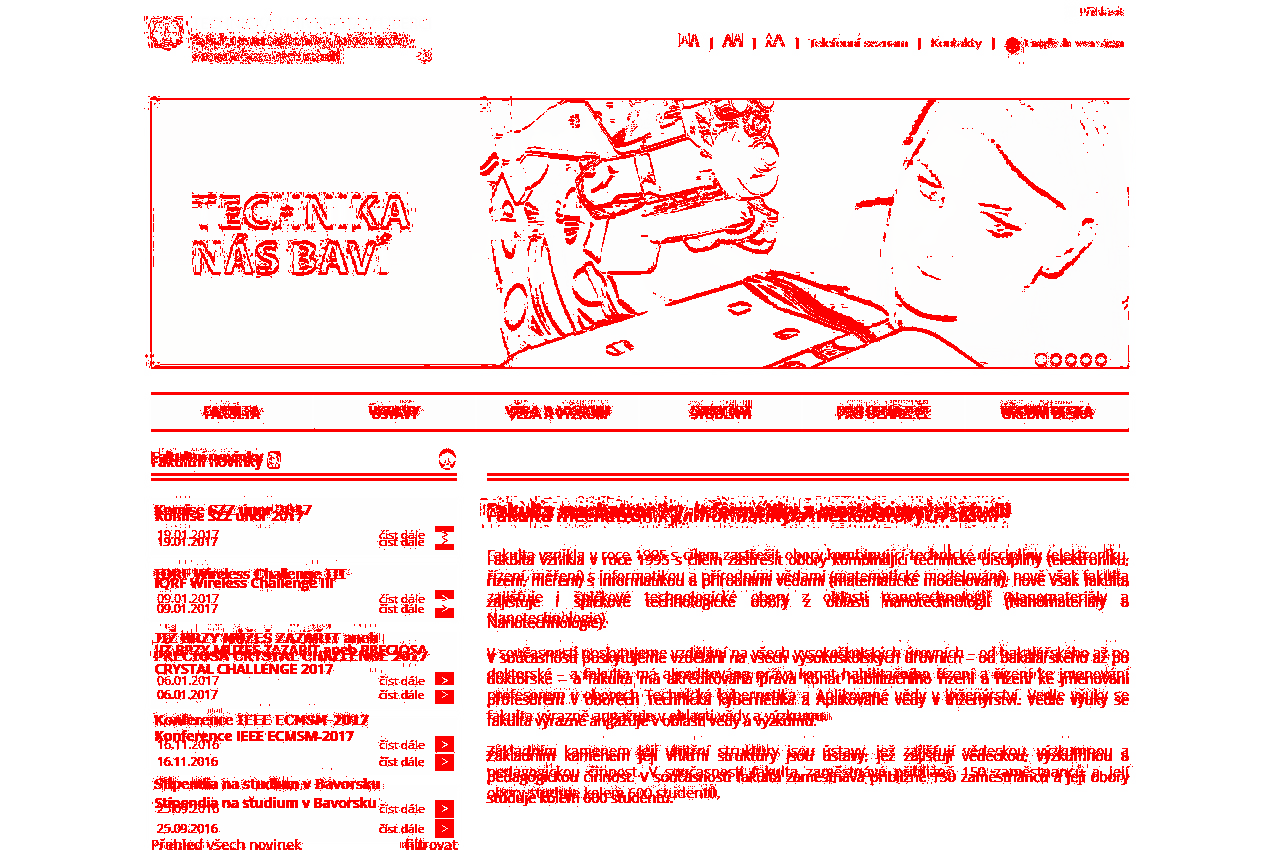 Přihlásit
AA | AA | AA | Telefonní seznam | Kontakty | English version
TECHNIKA
NÁS BAVÍ
FAKULTA
ÚSTAVY
VĚDA A VÝZKUM
STUDENTI
PRO UCHAZEČE
ÚŘEDNÍ DESKA
Fakultní novinky
Komise SZZ únor 2017
19.01.2017 číst dále
09.01.2017 číst dále
JIŽ BRZY MŮŽEŠ ZAZÁŘIT aneb PRECIOSA
CRYSTAL CHALLENGE 2017
06.01.2017 číst dále
Konference IEEE ECMSM-2017
16.11.2016 číst dále
Stipendia na studium v Bavorsku
25.09.2016 číst dále
Přehled všech novinek filtrovat
Fakulta mechatroniky, informatiky a mezioborových studií
Fakulta vznikla v roce 1995 s cílem zastřešit obory kombinující technické disciplíny (elektroniku,
řízení, měření) s informatikou a přírodními vědami (matematické modelování), nově však fakulta
zajišťuje i špičkové technologické obory z oblasti nanotechnologií (Nanomateriály a
Nanotechnologie).
V současnosti poskytujeme vzdělání na všech vysokoškolských úrovních – od bakalářského až po
doktorské – a fakulta má akreditována práva konat habilitačního řízení a řízení ke jmenování
profesorem v oborech Technická kybernetika a Aplikované vědy v inženýrství. Vedle výuky se
fakulta výrazně angažuje v oblasti vědy a výzkumu.
Základním kamenem její vnitřní struktury jsou ústavy, jež zajišťují vědeckou, výzkumnou a
pedagogickou činnost. V současnosti fakulta zaměstnává přibližně 150 zaměstnanců a její obory
studuje kolem 600 studentů.